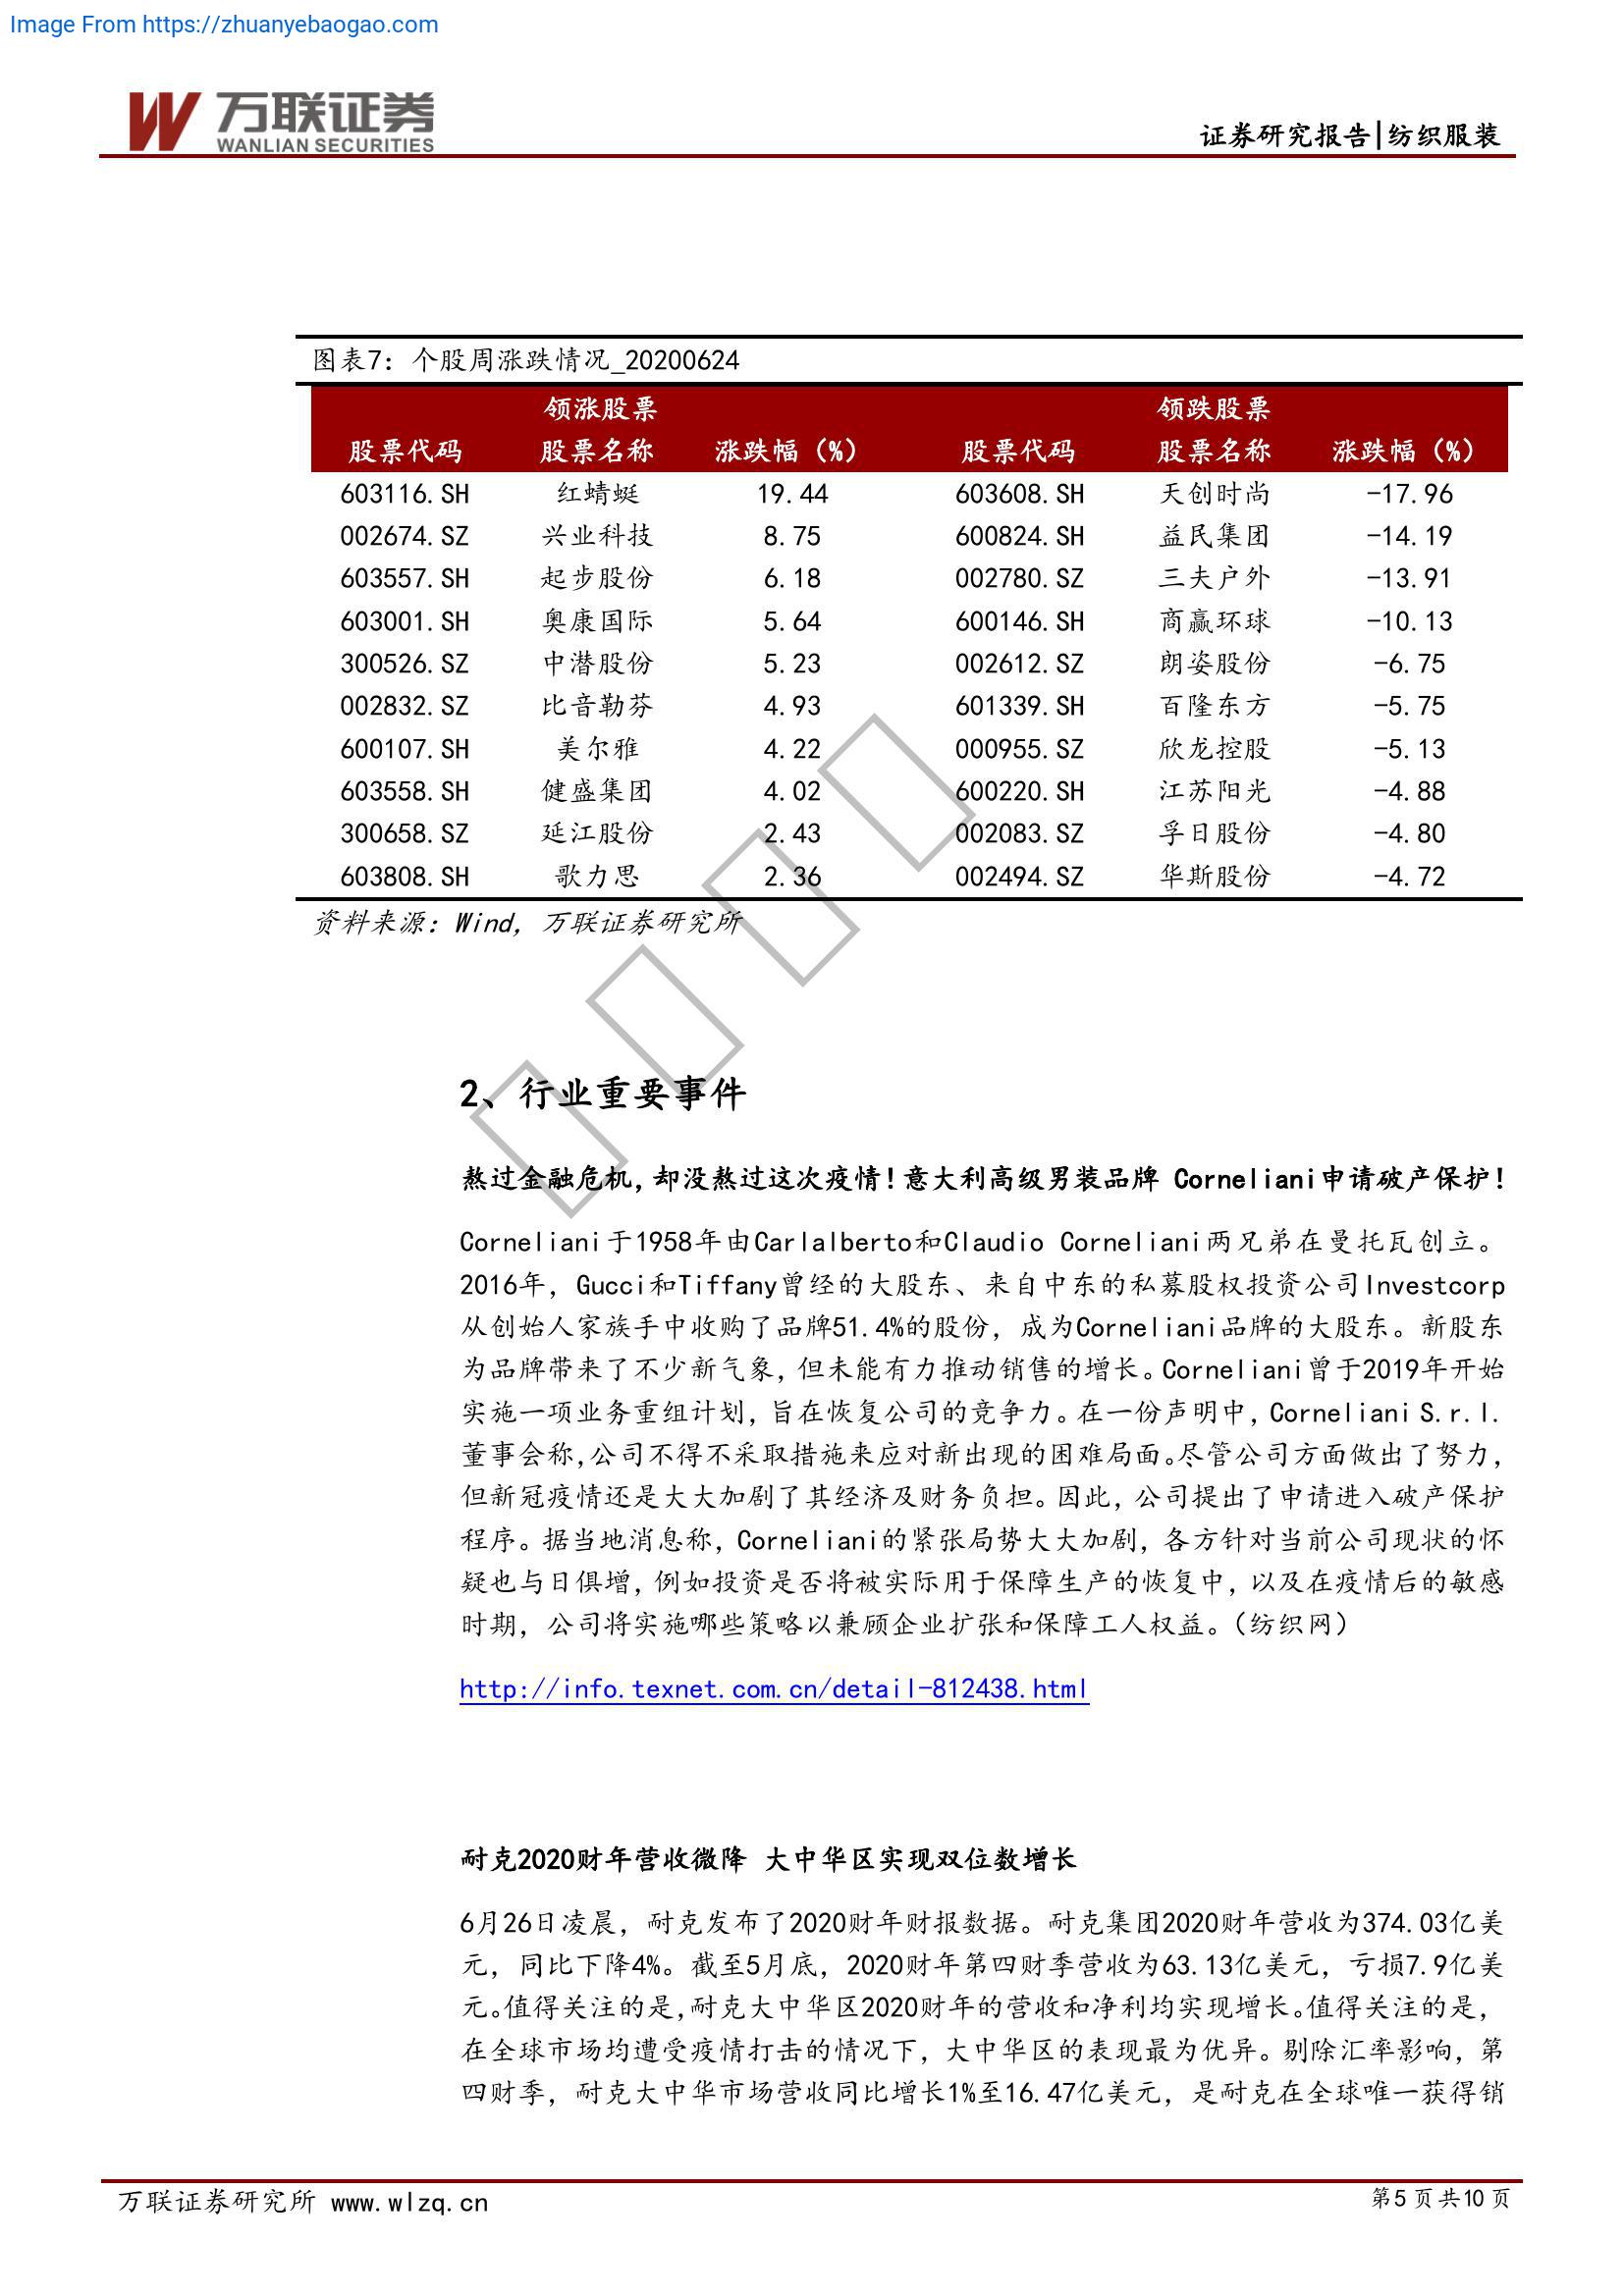 Image From https://zhuanyebaogao.com
万联证券
WANLIAN SECURITIES
证券研究报告|纺织服装
图表7：个股周涨跌情况_20200624
领涨股票 领跌股票
股票代码 股票名称 涨跌幅（%） 股票代码 股票名称 涨跌幅（%）
603116.SH 红蜻蜓 19.44 603608.SH 天创时尚 -17.96
002674.SZ 兴业科技 8.75 600824.SH 益民集团 -14.19
603557.SH 起步股份 6.18 002780.SZ 三夫户外 -13.91
603001.SH 奥康国际 5.64 600146.SH 商赢环球 -10.13
300526.SZ 中潜股份 5.23 002612.SZ 朗姿股份 -6.75
002832.SZ 比音勒芬 4.93 601339.SH 百隆东方 -5.75
600107.SH 美尔雅 4.22 000955.SZ 欣龙控股 -5.13
603558.SH 健盛集团 4.02 600220.SH 江苏阳光 -4.88
300658.SZ 延江股份 2.43 002083.SZ 孚日股份 -4.80
603808.SH 歌力思 2.36 002494.SZ 华斯股份 -4.72
资料来源：Wind，万联证券研究所
2、行业重要事件
熬过金融危机，却没熬过这次疫情！意大利高级男装品牌 Corneliani申请破产保护！
Corneliani于1958年由Carlalberto和Claudio Corneliani两兄弟在曼托瓦创立。
2016年，Gucci和Tiffany曾经的大股东、来自中东的私募股权投资公司Investcorp
从创始人家族手中收购了品牌51.4%的股份，成为Corneliani品牌的大股东。新股东
为品牌带来了不少新气象，但未能有力推动销售的增长。Corneliani曾于2019年开始
实施一项业务重组计划，旨在恢复公司的竞争力。在一份声明中，Corneliani S.r.l.
董事会称，公司不得不采取措施来应对新出现的困难局面。尽管公司方面做出了努力，
但新冠疫情还是大大加剧了其经济及财务负担。因此，公司提出了申请进入破产保护
程序。据当地消息称，Corneliani的紧张局势大大加剧，各方针对当前公司现状的怀
疑也与日俱增，例如投资是否将被实际用于保障生产的恢复中，以及在疫情后的敏感
时期，公司将实施哪些策略以兼顾企业扩张和保障工人权益。（纺织网）
http://info.texnet.com.cn/detail-812438.html
耐克2020财年营收微降 大中华区实现双位数增长
6月26日凌晨，耐克发布了2020财年财报数据。耐克集团2020财年营收为374.03亿美
元，同比下降4%。截至5月底，2020财年第四财季营收为63.13亿美元，亏损7.9亿美
元。值得关注的是，耐克大中华区2020财年的营收和净利均实现增长。值得关注的是，
在全球市场均遭受疫情打击的情况下，大中华区的表现最为优异。剔除汇率影响，第
四财季，耐克大中华市场营收同比增长1%至16.47亿美元，是耐克在全球唯一获得销
万联证券研究所 www.wlzq.cn
第5页共10页